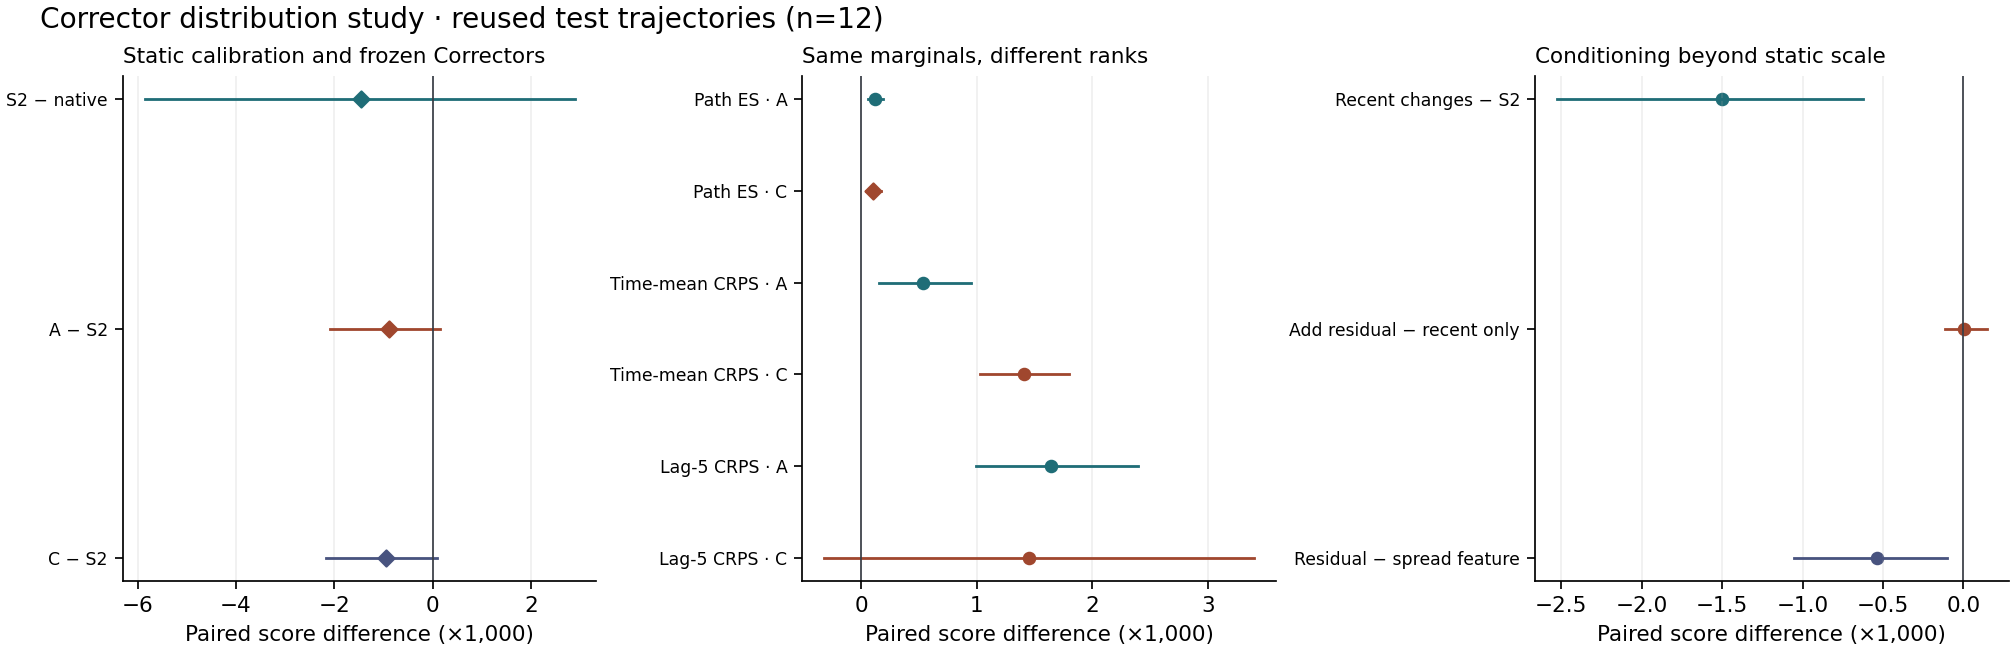 Corrector distribution study · reused test trajectories (n=12)
Static calibration and frozen Correctors
S2 − native
A − S2
C − S2
−6 −4 −2 0 2
Paired score difference (×1,000)
Same marginals, different ranks
Path ES · A
Path ES · C
Time-mean CRPS · A
Time-mean CRPS · C
Lag-5 CRPS · A
Lag-5 CRPS · C
0 1 2 3
Paired score difference (×1,000)
Conditioning beyond static scale
Recent changes − S2
Add residual − recent only
Residual − spread feature
−2.5 −2.0 −1.5 −1.0 −0.5 0.0
Paired score difference (×1,000)